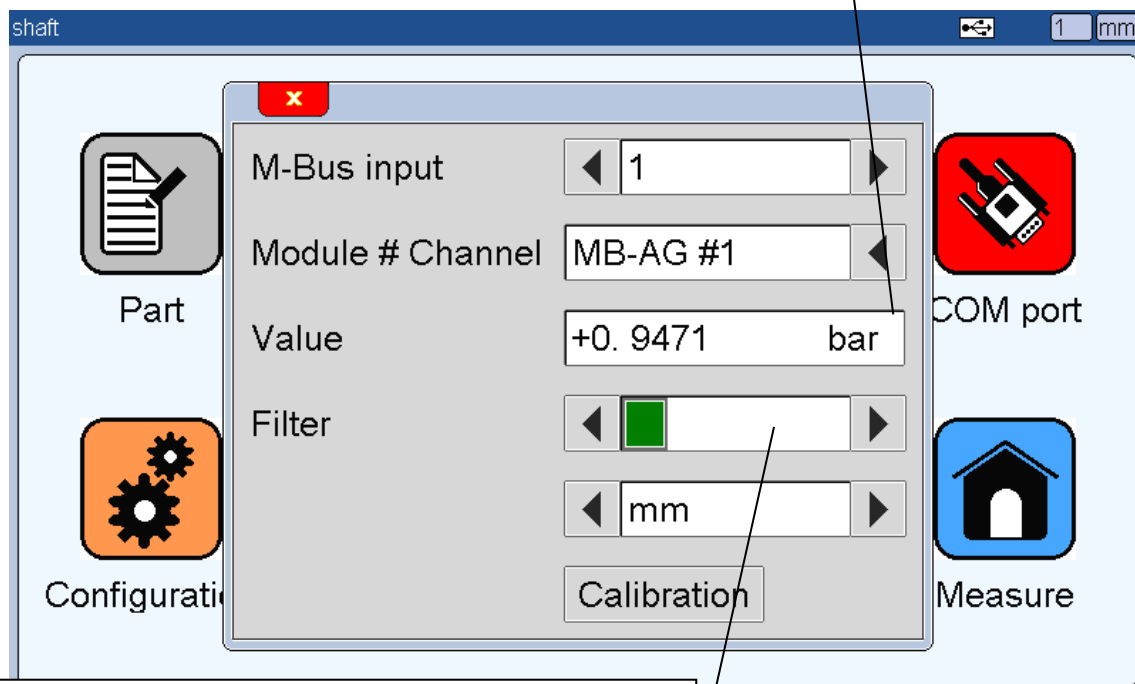 shaft 1 mm
x
M-Bus input 1
Module # Channel MB-AG #1
Part COM port
Value +0. 9471 bar
Filter
mm
Configurati Measure
Calibration